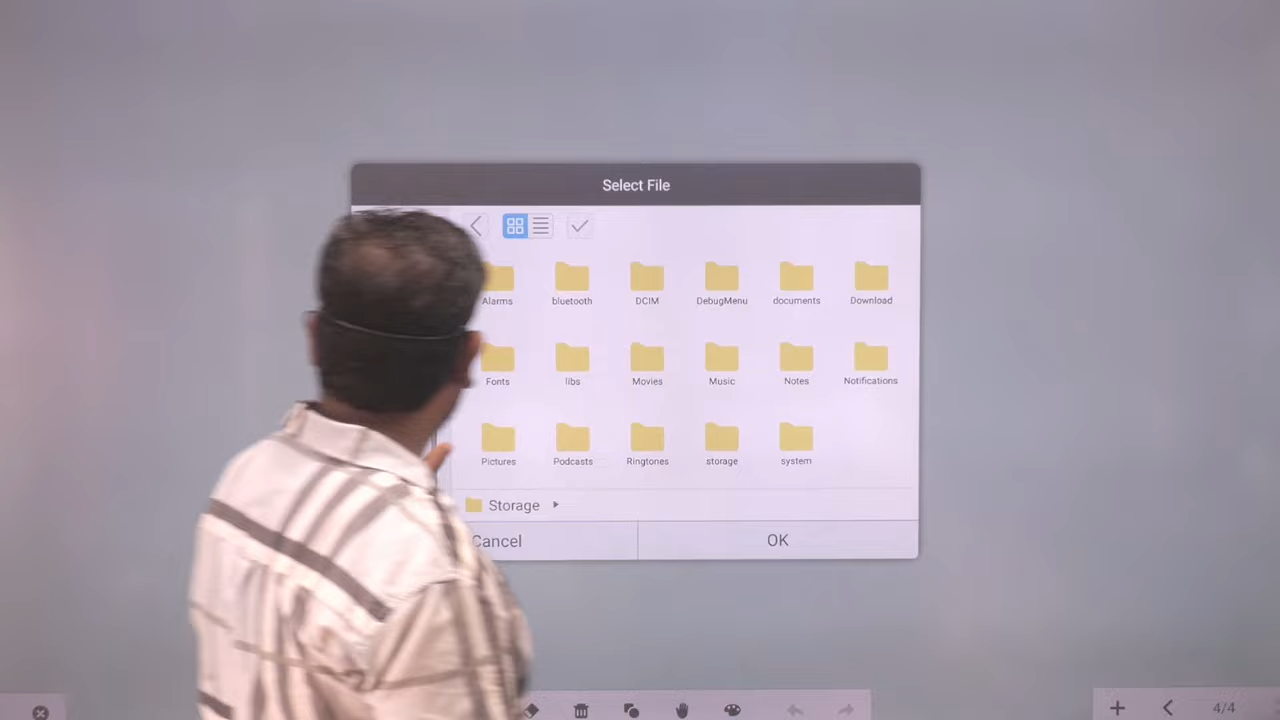 Select File
Alarms bluetooth DCIM DebugMenu documents Download
Fonts libs Movies Music Notes Notifications
Pictures Podcasts Ringtones storage system
Storage
Cancel OK
4/4